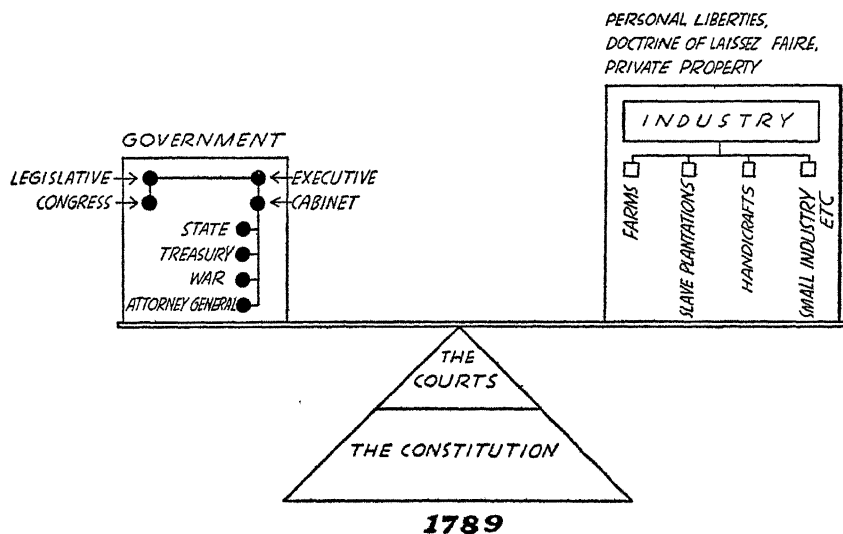 PERSONAL LIBERTIES,
DOCTRINE OF LAISSEZ FAIRE,
PRIVATE PROPERTY
INDUSTRY
FARMS
SLAVE PLANTATIONS
HANDICRAFTS
SMALL INDUSTRY
ETC
GOVERNMENT
LEGISLATIVE
EXECUTIVE
CONGRESS
CABINET
STATE
TREASURY
WAR
ATTORNEY GENERAL
THE
COURTS
THE CONSTITUTION
1789